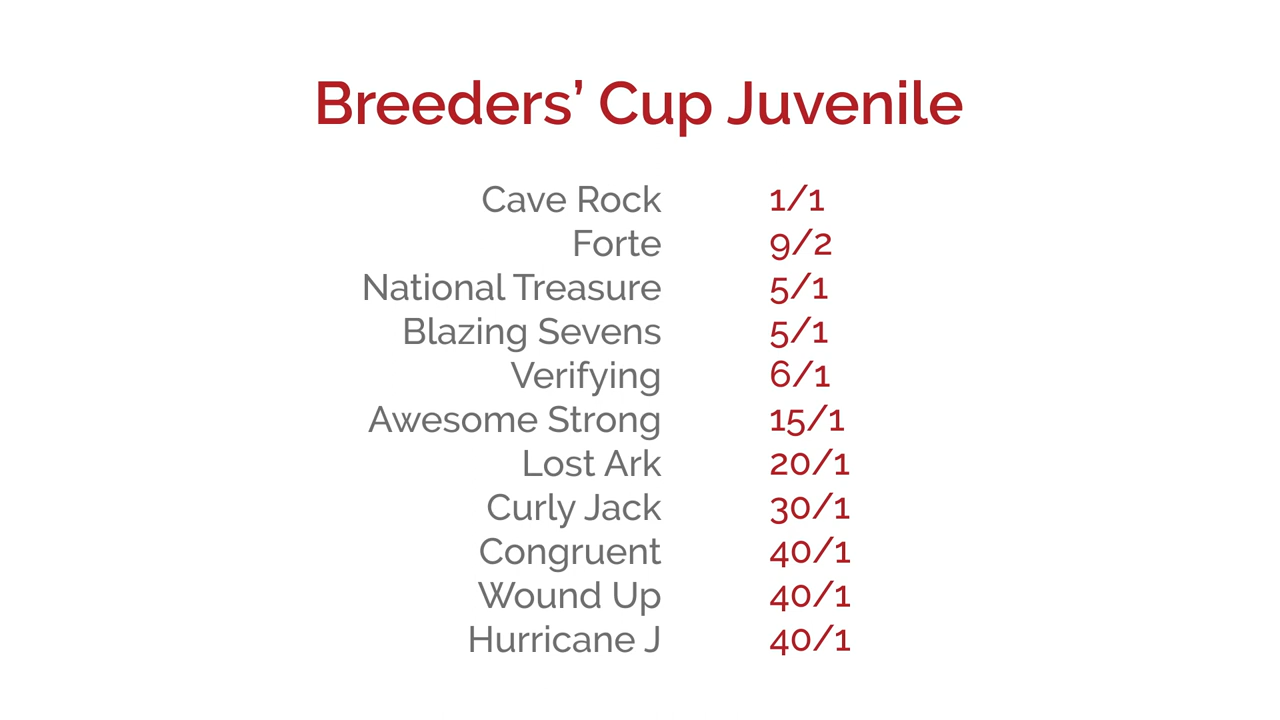 Breeders’ Cup Juvenile
Cave Rock 1/1
Forte 9/2
National Treasure 5/1
Blazing Sevens 5/1
Verifying 6/1
Awesome Strong 15/1
Lost Ark 20/1
Curly Jack 30/1
Congruent 40/1
Wound Up 40/1
Hurricane J 40/1